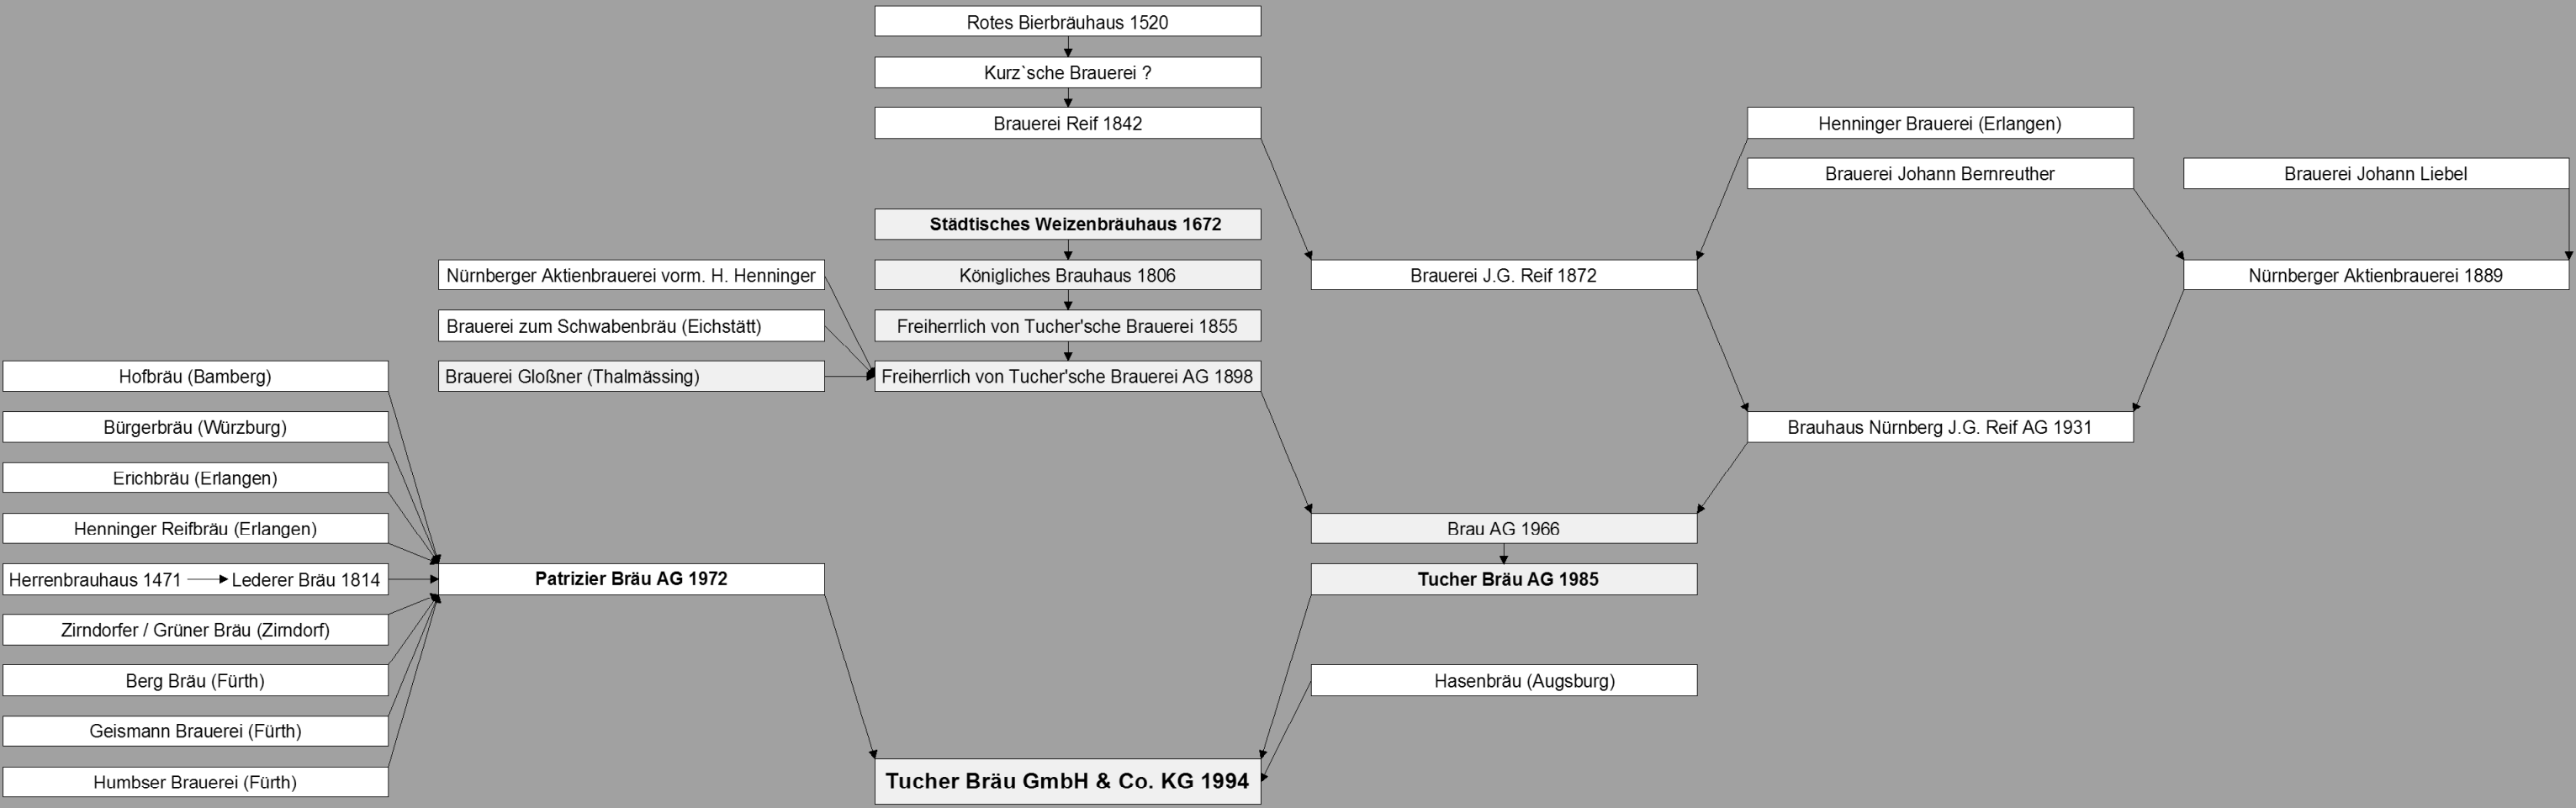 Rotes Bierbräuhaus 1520
Kurz`sche Brauerei ?
Brauerei Reif 1842
Henninger Brauerei (Erlangen)
Brauerei Johann Bernreuther
Brauerei Johann Liebel
Städtisches Weizenbräuhaus 1672
Nürnberger Aktienbrauerei vorm. H. Henninger
Königliches Brauhaus 1806
Brauerei J.G. Reif 1872
Nürnberger Aktienbrauerei 1889
Brauerei zum Schwabenbräu (Eichstätt)
Freiherrlich von Tucher'sche Brauerei 1855
Hofbräu (Bamberg)
Brauerei Gloßner (Thalmässing)
Freiherrlich von Tucher'sche Brauerei AG 1898
Bürgerbräu (Würzburg)
Brauhaus Nürnberg J.G. Reif AG 1931
Erichbräu (Erlangen)
Henninger Reifbräu (Erlangen)
Brau AG 1966
Herrenbrauhaus 1471
Lederer Bräu 1814
Patrizier Bräu AG 1972
Tucher Bräu AG 1985
Zirndorfer / Grüner Bräu (Zirndorf)
Berg Bräu (Fürth)
Hasenbräu (Augsburg)
Geismann Brauerei (Fürth)
Humbser Brauerei (Fürth)
Tucher Bräu GmbH & Co. KG 1994